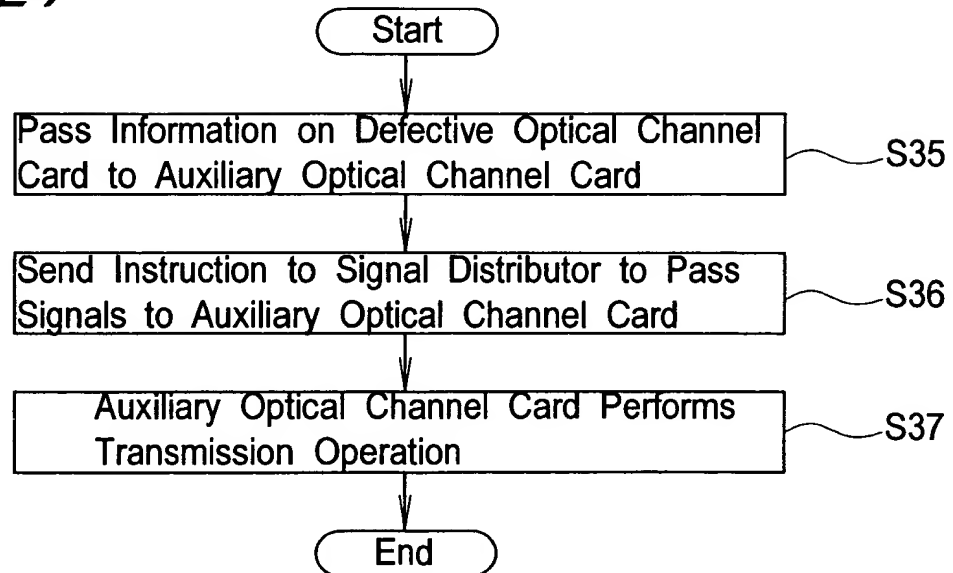 Start
Pass Information on Defective Optical Channel
Card to Auxiliary Optical Channel Card
S35
Send Instruction to Signal Distributor to Pass
Signals to Auxiliary Optical Channel Card
S36
Auxiliary Optical Channel Card Performs
Transmission Operation
S37
End